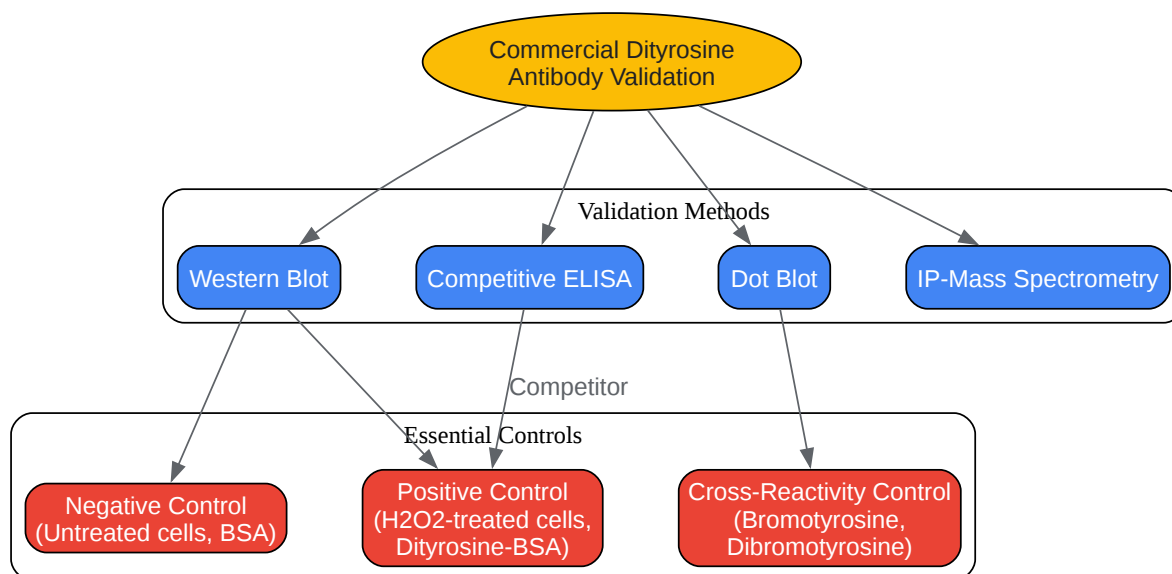 Commercial Dityrosine
Antibody Validation
Validation Methods
Western Blot
Competitive ELISA
Dot Blot
IP-Mass Spectrometry
Competitor
Essential Controls
Negative Control
(Untreated cells, BSA)
Positive Control
(H2O2-treated cells,
Dityrosine-BSA)
Cross-Reactivity Control
(Bromotyrosine,
Dibromotyrosine)